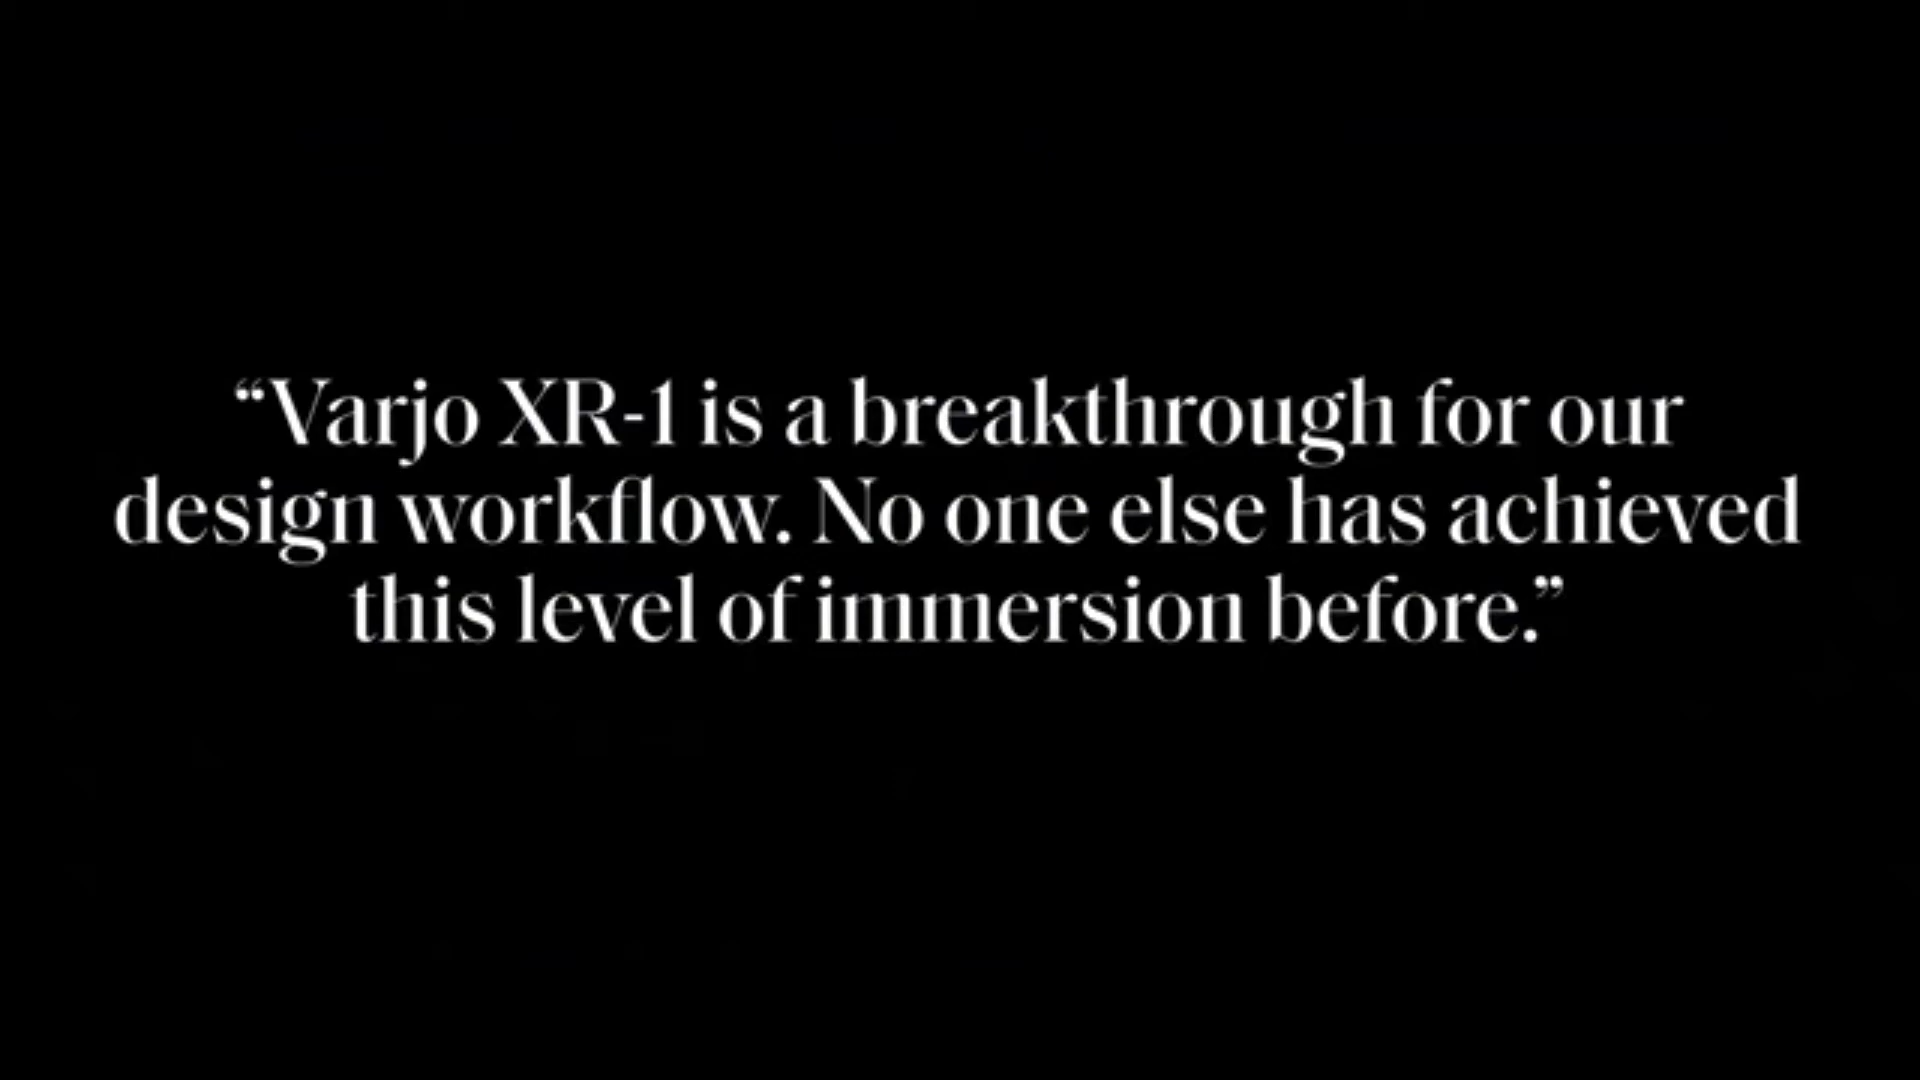 “Varjo XR-1 is a breakthrough for our
design workflow. No one else has achieved
this level of immersion before.”